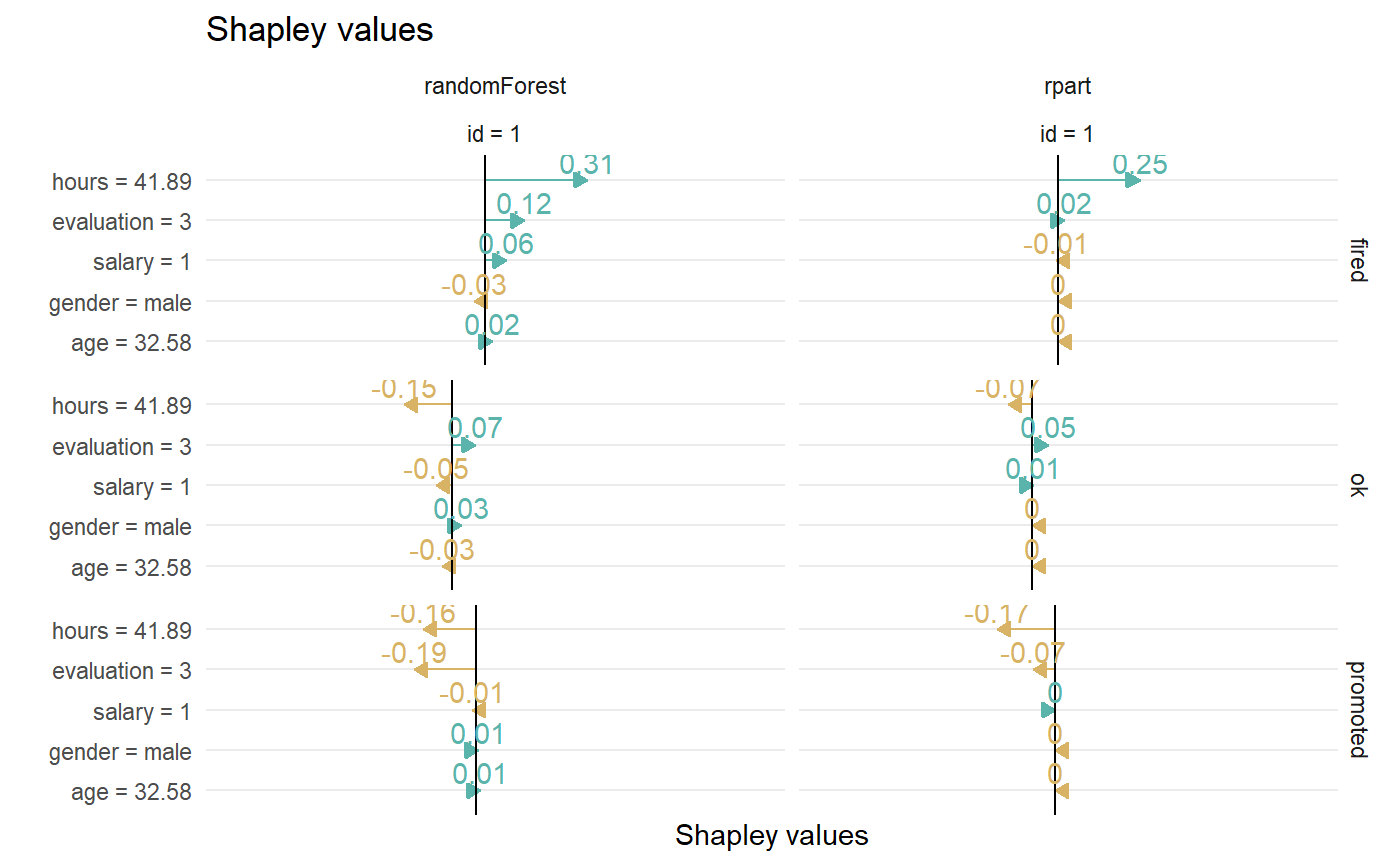 Shapley values
randomForest
rpart
id = 1
id = 1
hours = 41.89
0.31
0.25
evaluation = 3
0.12
0.02
salary = 1
0.06
-0.01
gender = male
-0.03
0
age = 32.58
0.02
0
fired
hours = 41.89
-0.15
-0.07
evaluation = 3
0.07
0.05
salary = 1
-0.05
0.01
gender = male
0.03
0
age = 32.58
-0.03
0
ok
hours = 41.89
-0.16
-0.17
evaluation = 3
-0.19
-0.07
salary = 1
-0.01
0
gender = male
0.01
0
age = 32.58
0.01
0
promoted
Shapley values